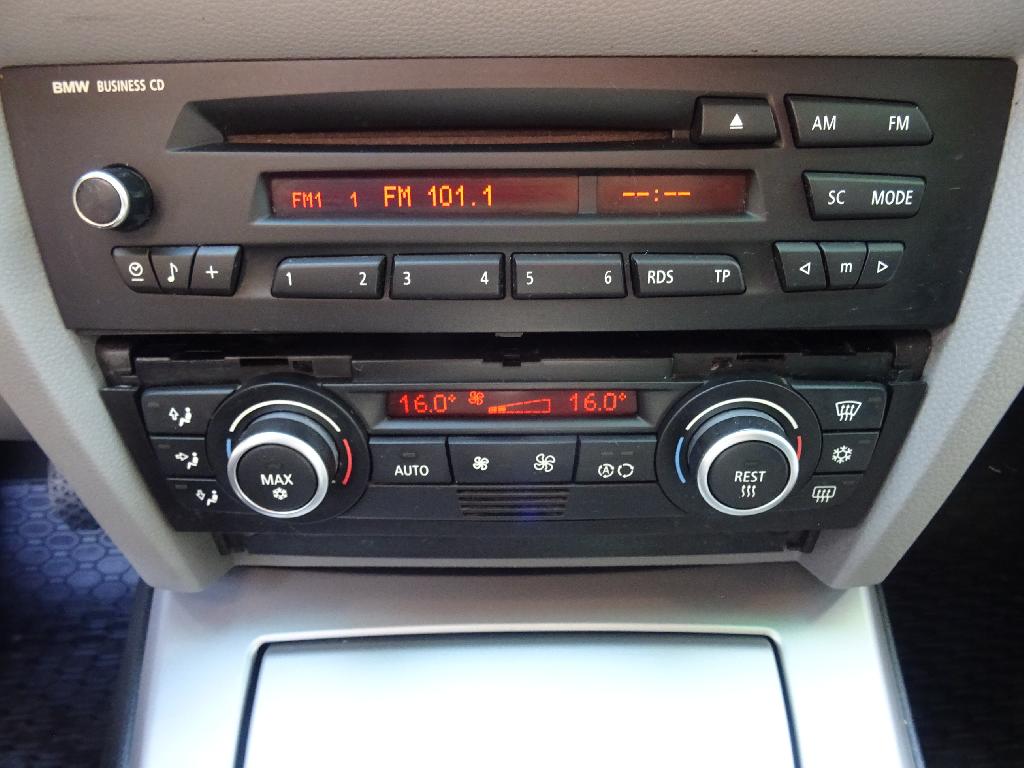 BMW BUSINESS CD
AM FM
FM1 1 FM 101.1 --:--
SC MODE
1 2 3 4 5 6 RDS TP m
16.0° 16.0°
MAX AUTO A REST